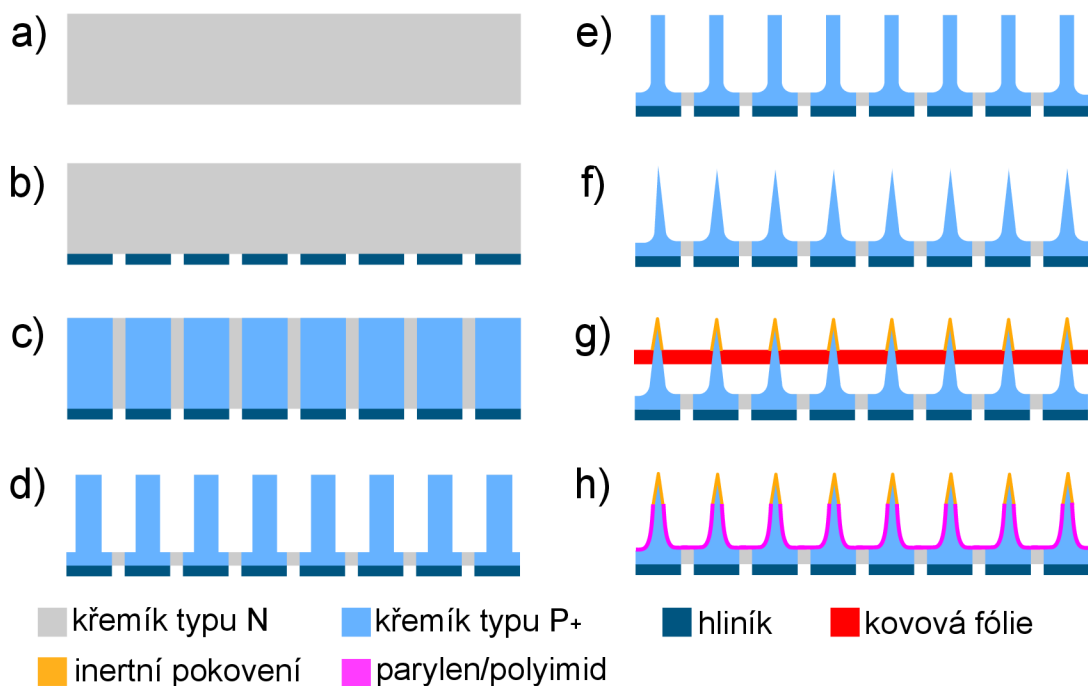 a)
b)
c)
d)
e)
f)
g)
h)
křemík typu N
křemík typu P+
hliník
kovová fólie
inertní pokovení
parylen/polyimid